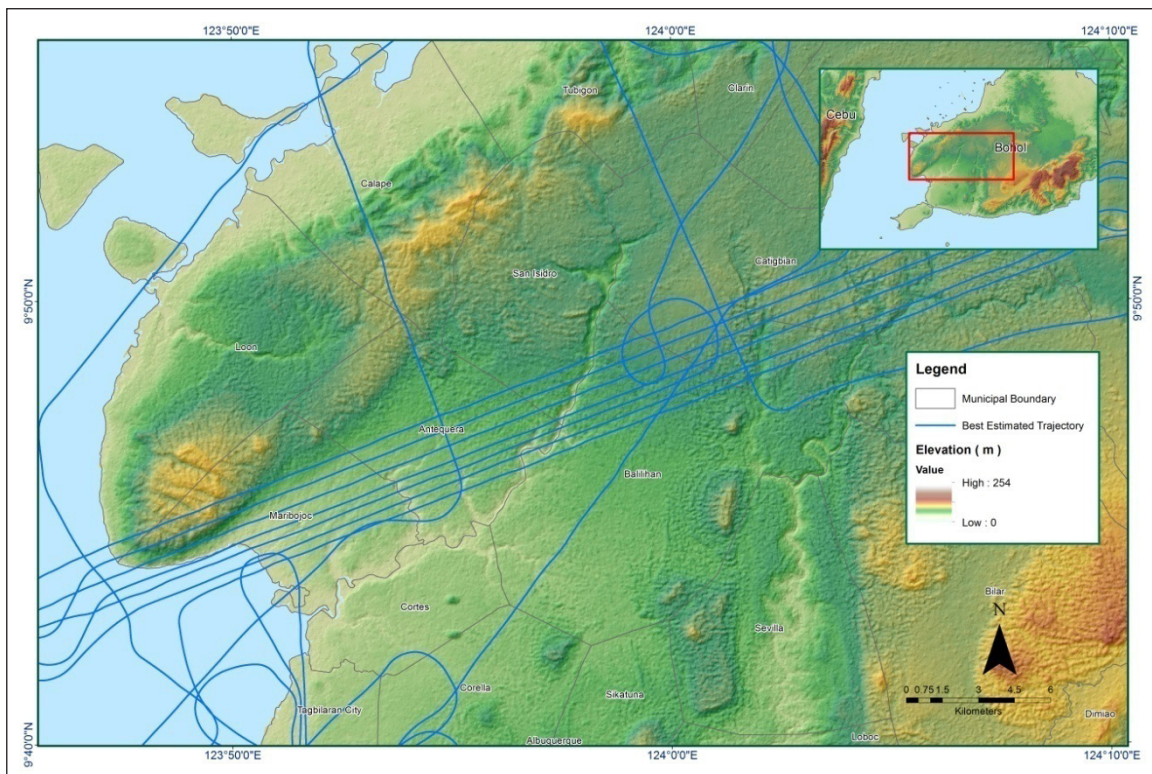 123°50'0"E
124°0'0"E
124°10'0"E
Tubigon
Clarin
Cebu
Bohol
Calape
San Isidro
Catigbian
9°50'0"N
9°50'0"N
Loon
Legend
Municipal Boundary
Best Estimated Trajectory
Elevation ( m )
Value
High : 254
Low : 0
Antequera
Balilihan
Maribojoc
Cortes
Bilar
N
Sevilla
0 0.75 1.5 3 4.5 6
Kilometers
Corella
Sikatuna
Tagbilaran City
Dimiao
Albuquerque
Loboc
9°40'0"N
9°40'0"N
123°50'0"E
124°0'0"E
124°10'0"E